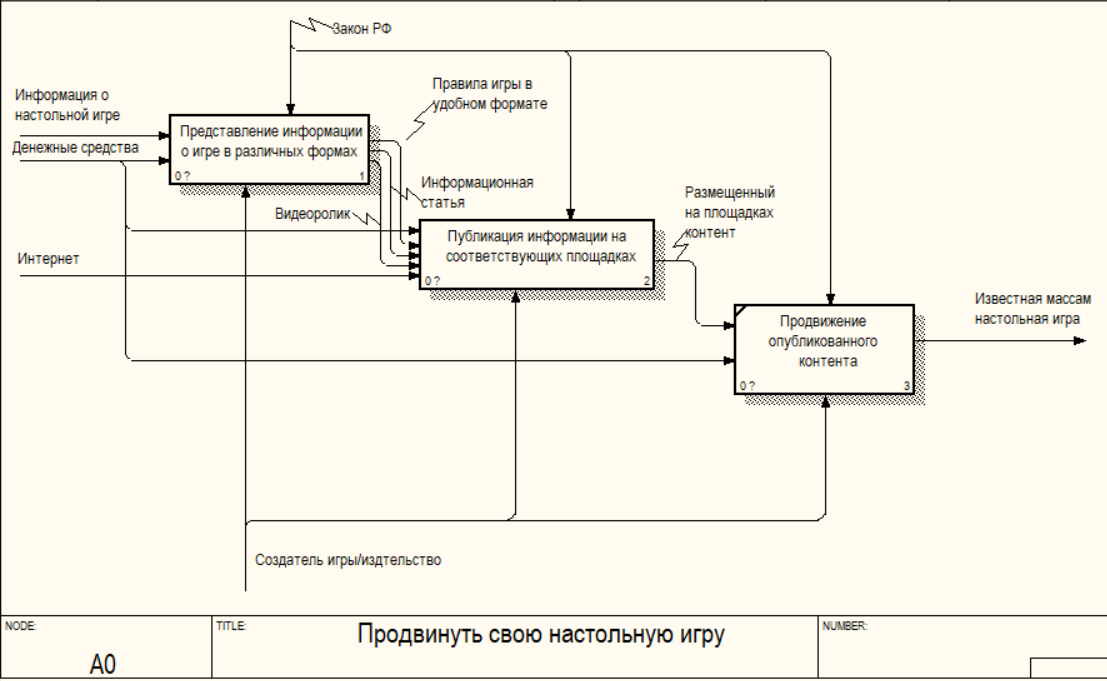 Закон РФ
Информация о
настольной игре
Денежные средства
Правила игры в
удобном формате
Представление информации
о игре в различных формах
0 ?
1
Информационная
статья
Видеоролик
Размещенный
на площадках
контент
Публикация информации на
соответствующих площадках
0 ?
2
Интернет
Известная массам
настольная игра
Продвижение
опубликованного
контента
0 ?
3
Создатель игры/издтельство
NODE:
A0
TITLE:
Продвинуть свою настольную игру
NUMBER: